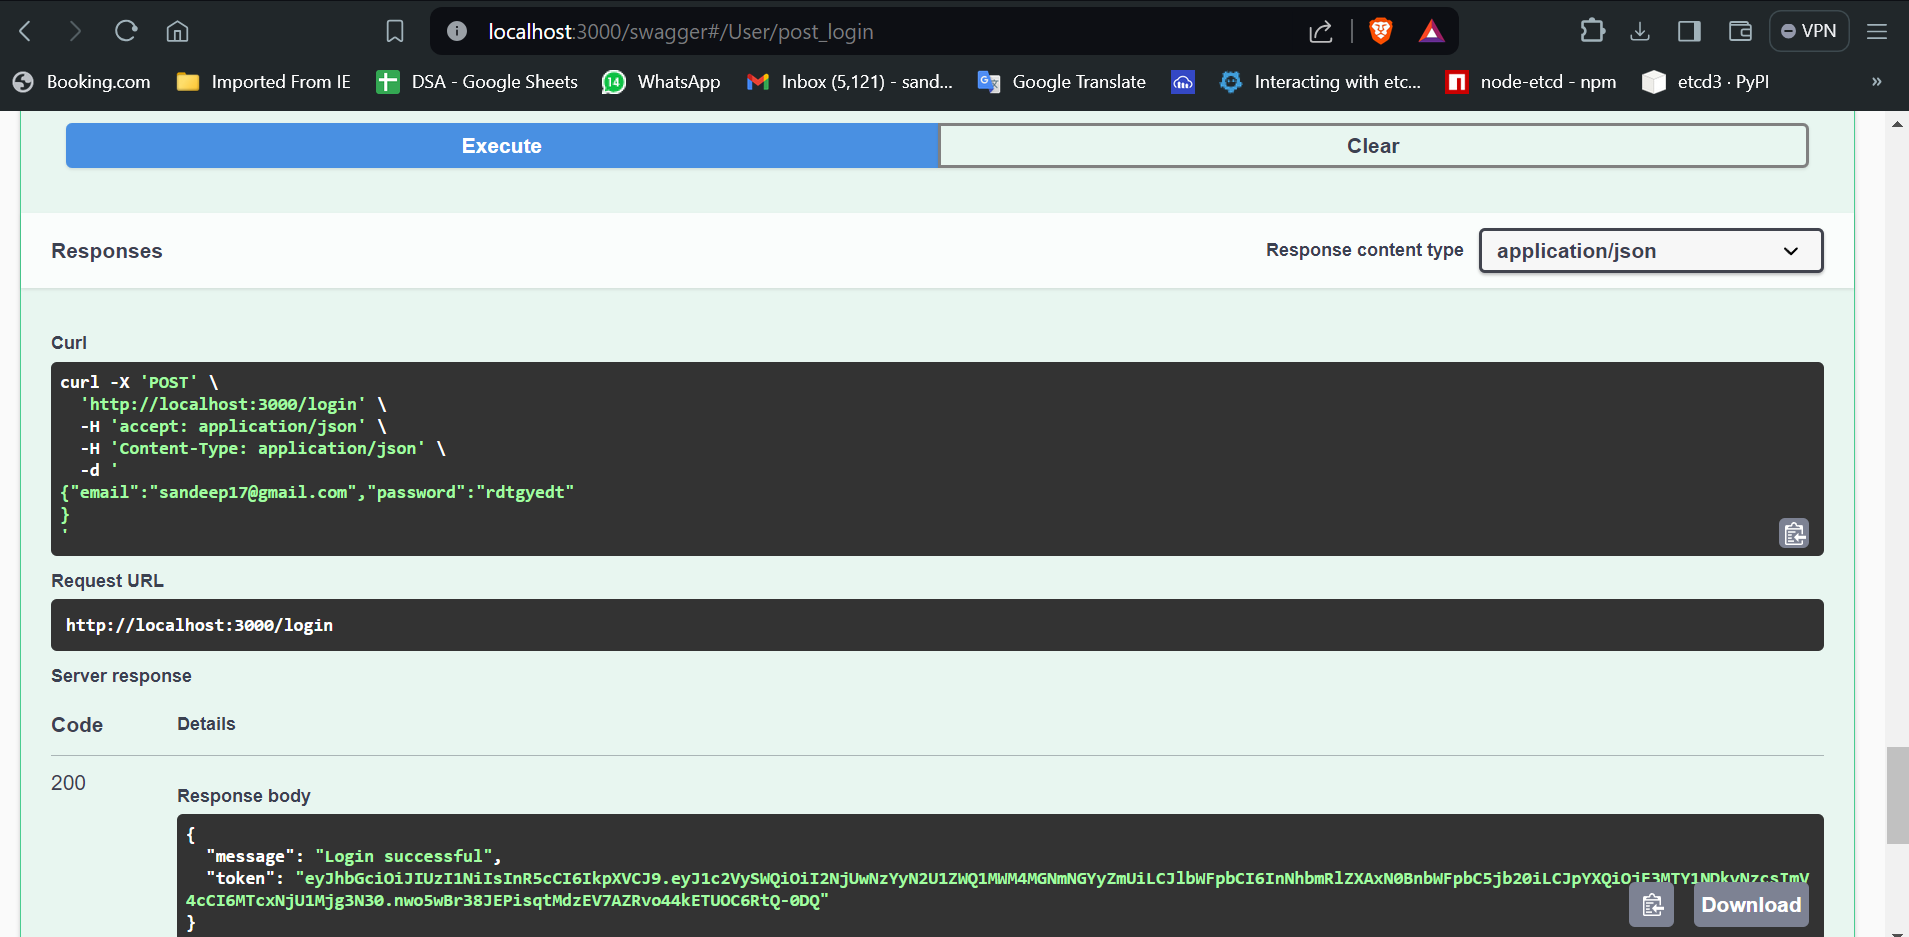 localhost:3000/swagger#/User/post_login
VPN
Booking.com
Imported From IE
DSA - Google Sheets
14
WhatsApp
Inbox (5,121) - sand...
Google Translate
Interacting with etc...
node-etcd - npm
etcd3 · PyPI
»
Execute
Clear
Responses
Response content type
application/json
Curl
curl -X 'POST' \
'http://localhost:3000/login' \
-H 'accept: application/json' \
-H 'Content-Type: application/json' \
-d '
{"email":"sandeep17@gmail.com","password":"rdtgyedt"
}
'
Request URL
http://localhost:3000/login
Server response
Code
Details
200
Response body
{
"message": "Login successful",
"token": "eyJhbGciOiJIUzI1NiIsInR5cCI6IkpXVCJ9.eyJ1c2VySWQiOiI2NjUwNzYyN2U1ZWQ1MWM4MGNmNGYyZmUiLCJlbWFpbCI6InNhbmRlZXAxN0BnbWFpbC5jb20iLCJpYXQiOjE3MTY1NDkyNzcsImV
4cCI6MTcxNjU1Mjg3N30.nwo5wBr38JEPisqtMdzEV7AZRvo44kETUOC6RtQ-0DQ"
}
Download